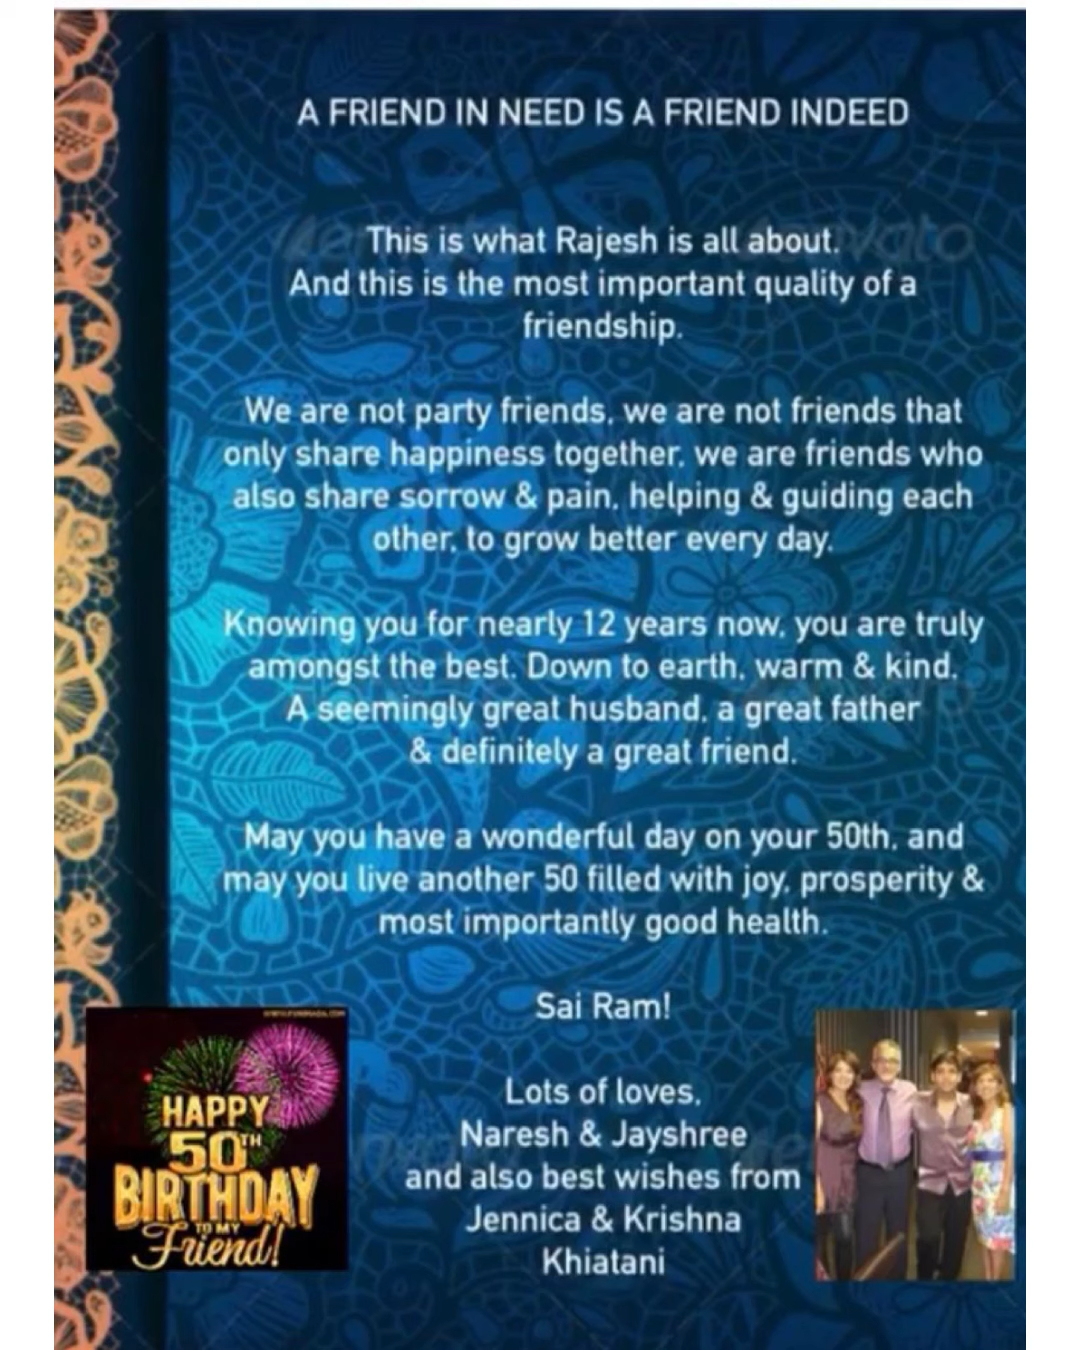 A FRIEND IN NEED IS A FRIEND INDEED
This is what Rajesh is all about.
And this is the most important quality of a
friendship.
We are not party friends, we are not friends that
only share happiness together, we are friends who
also share sorrow & pain, helping & guiding each
other, to grow better every day.
Knowing you for nearly 12 years now, you are truly
amongst the best. Down to earth, warm & kind.
A seemingly great husband, a great father
& definitely a great friend.
May you have a wonderful day on your 50th, and
may you live another 50 filled with joy, prosperity &
most importantly good health.
Sai Ram!
Lots of loves,
Naresh & Jayshree
and also best wishes from
Jennica & Krishna
Khiatani
HAPPY
50TH
BIRTHDAY
TO MY
Friend!